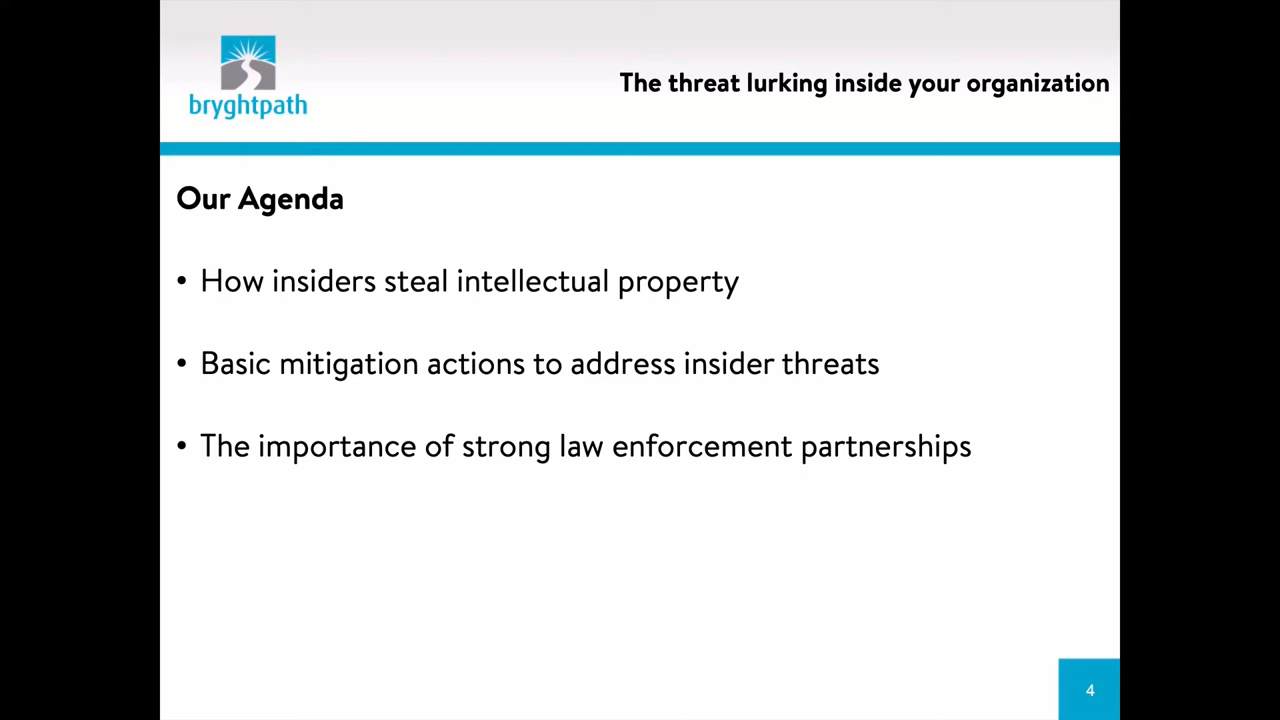 bryghtpath
The threat lurking inside your organization
Our Agenda
• How insiders steal intellectual property
• Basic mitigation actions to address insider threats
• The importance of strong law enforcement partnerships
4